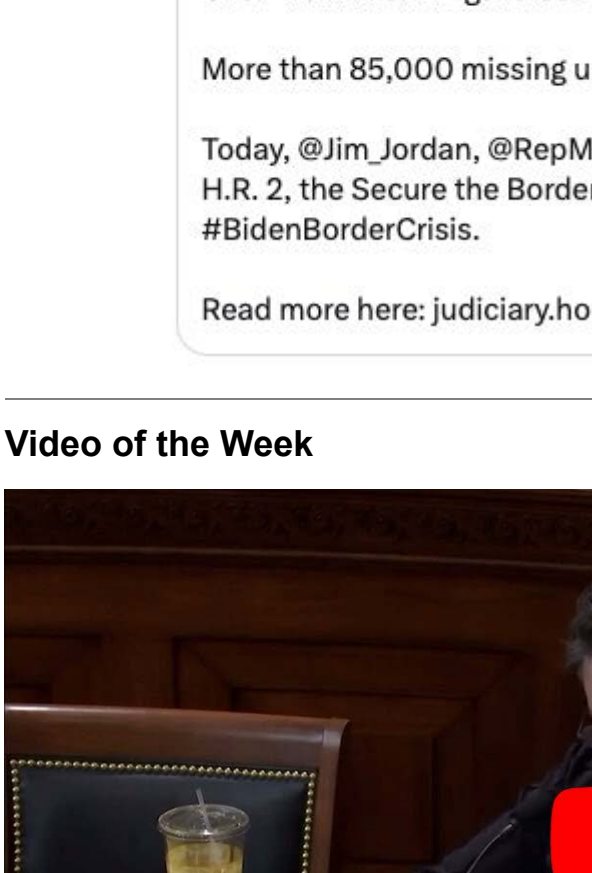 More than 85,000 missing u
Today, @Jim_Jordan, @RepM
H.R. 2, the Secure the Border
#BidenBorderCrisis.
Read more here: judiciary.ho
Video of the Week